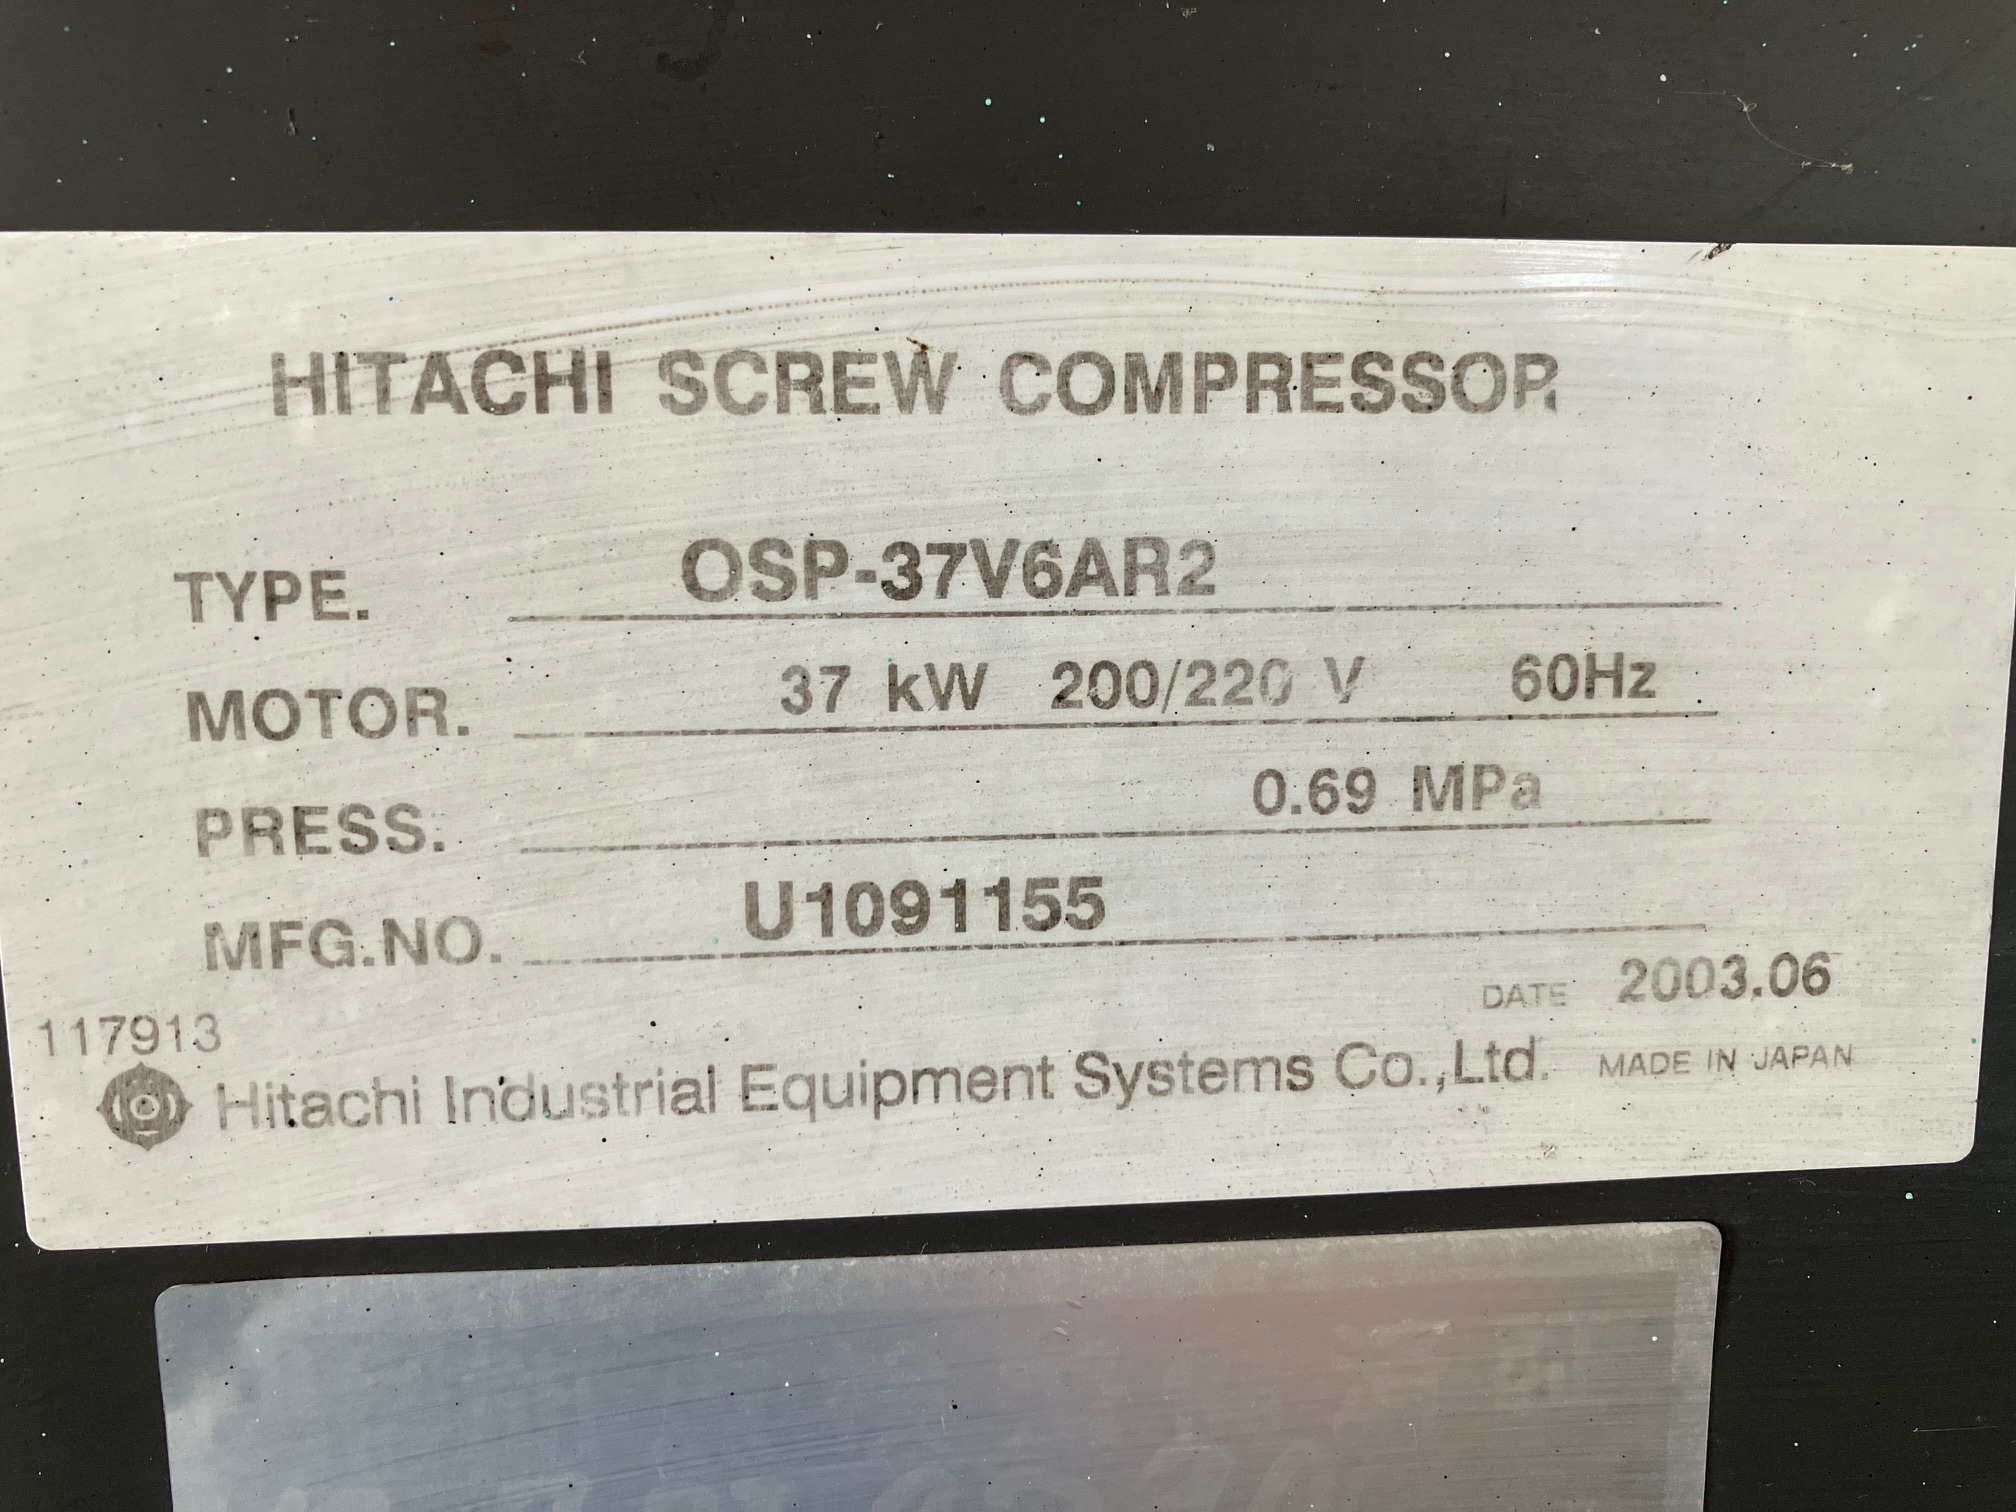 HITACHI SCREW COMPRESSOR
TYPE. OSP-37V6AR2
MOTOR. 37 kW 200/220 V 60Hz
PRESS. 0.69 MPa
MFG.NO. U1091155
DATE 2003.06
117913
Hitachi Industrial Equipment Systems Co.,Ltd. MADE IN JAPAN